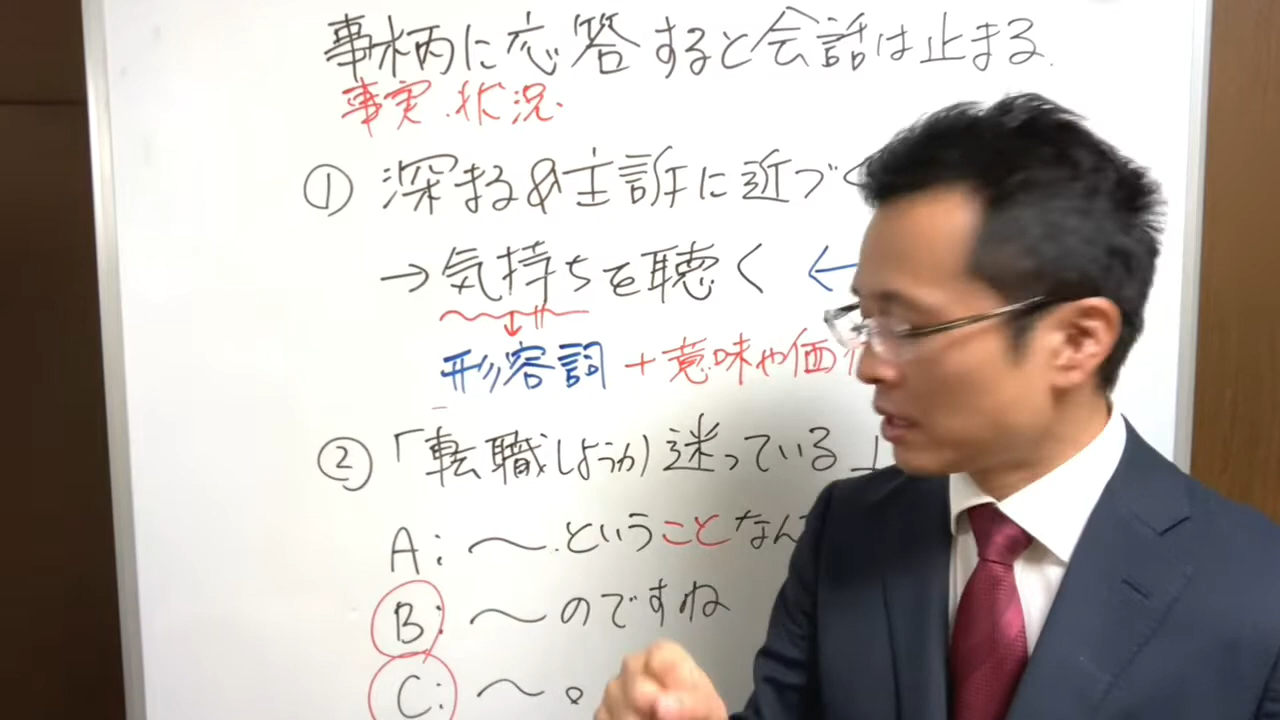 事柄に応答すると会話は止まる.
事実.状況.
① 深まる&主訴に近づく
→気持ちを聴く ←
↓
形容詞 + 意味や価
② 「転職しようか迷っている」
A: 〜.ということなん
B: 〜のですね
C: 〜。